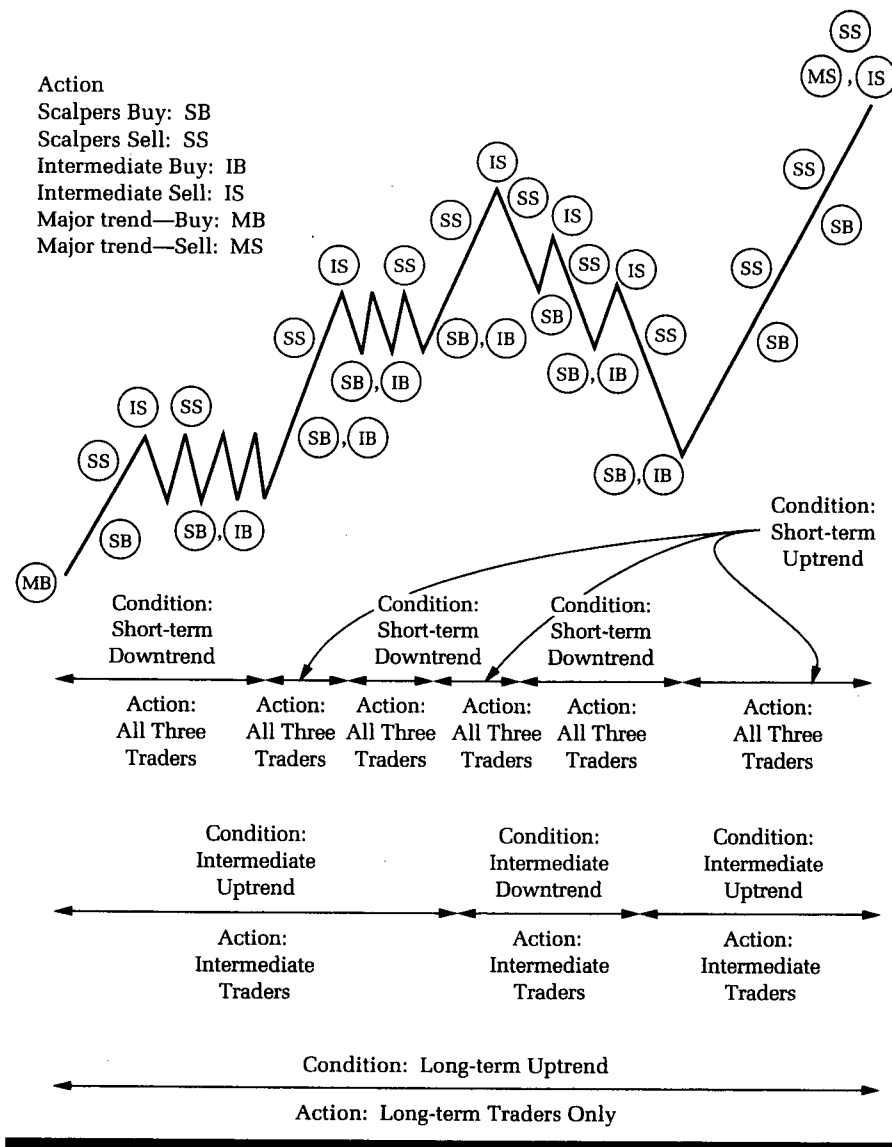 Action
Scalpers Buy: SB
Scalpers Sell: SS
Intermediate Buy: IB
Intermediate Sell: IS
Major trend—Buy: MB
Major trend—Sell: MS
SS
MS, IS
SS
SB
SS
SB
IS
SS
SS
IS
SS
IS
SS
SB
SB, IB
SB, IB
IS
SS
SS
SB, IB
SB, IB
SB, IB
IS
SS
SS
SB
SB, IB
MB
Condition:
Short-term
Uptrend
Condition:
Short-term
Downtrend
Condition:
Short-term
Downtrend
Condition:
Short-term
Downtrend
Action:
All Three
Traders
Action:
All Three
Traders
Action:
All Three
Traders
Action:
All Three
Traders
Action:
All Three
Traders
Action:
All Three
Traders
Condition:
Intermediate
Uptrend
Condition:
Intermediate
Downtrend
Condition:
Intermediate
Uptrend
Action:
Intermediate
Traders
Action:
Intermediate
Traders
Action:
Intermediate
Traders
Condition: Long-term Uptrend
Action: Long-term Traders Only